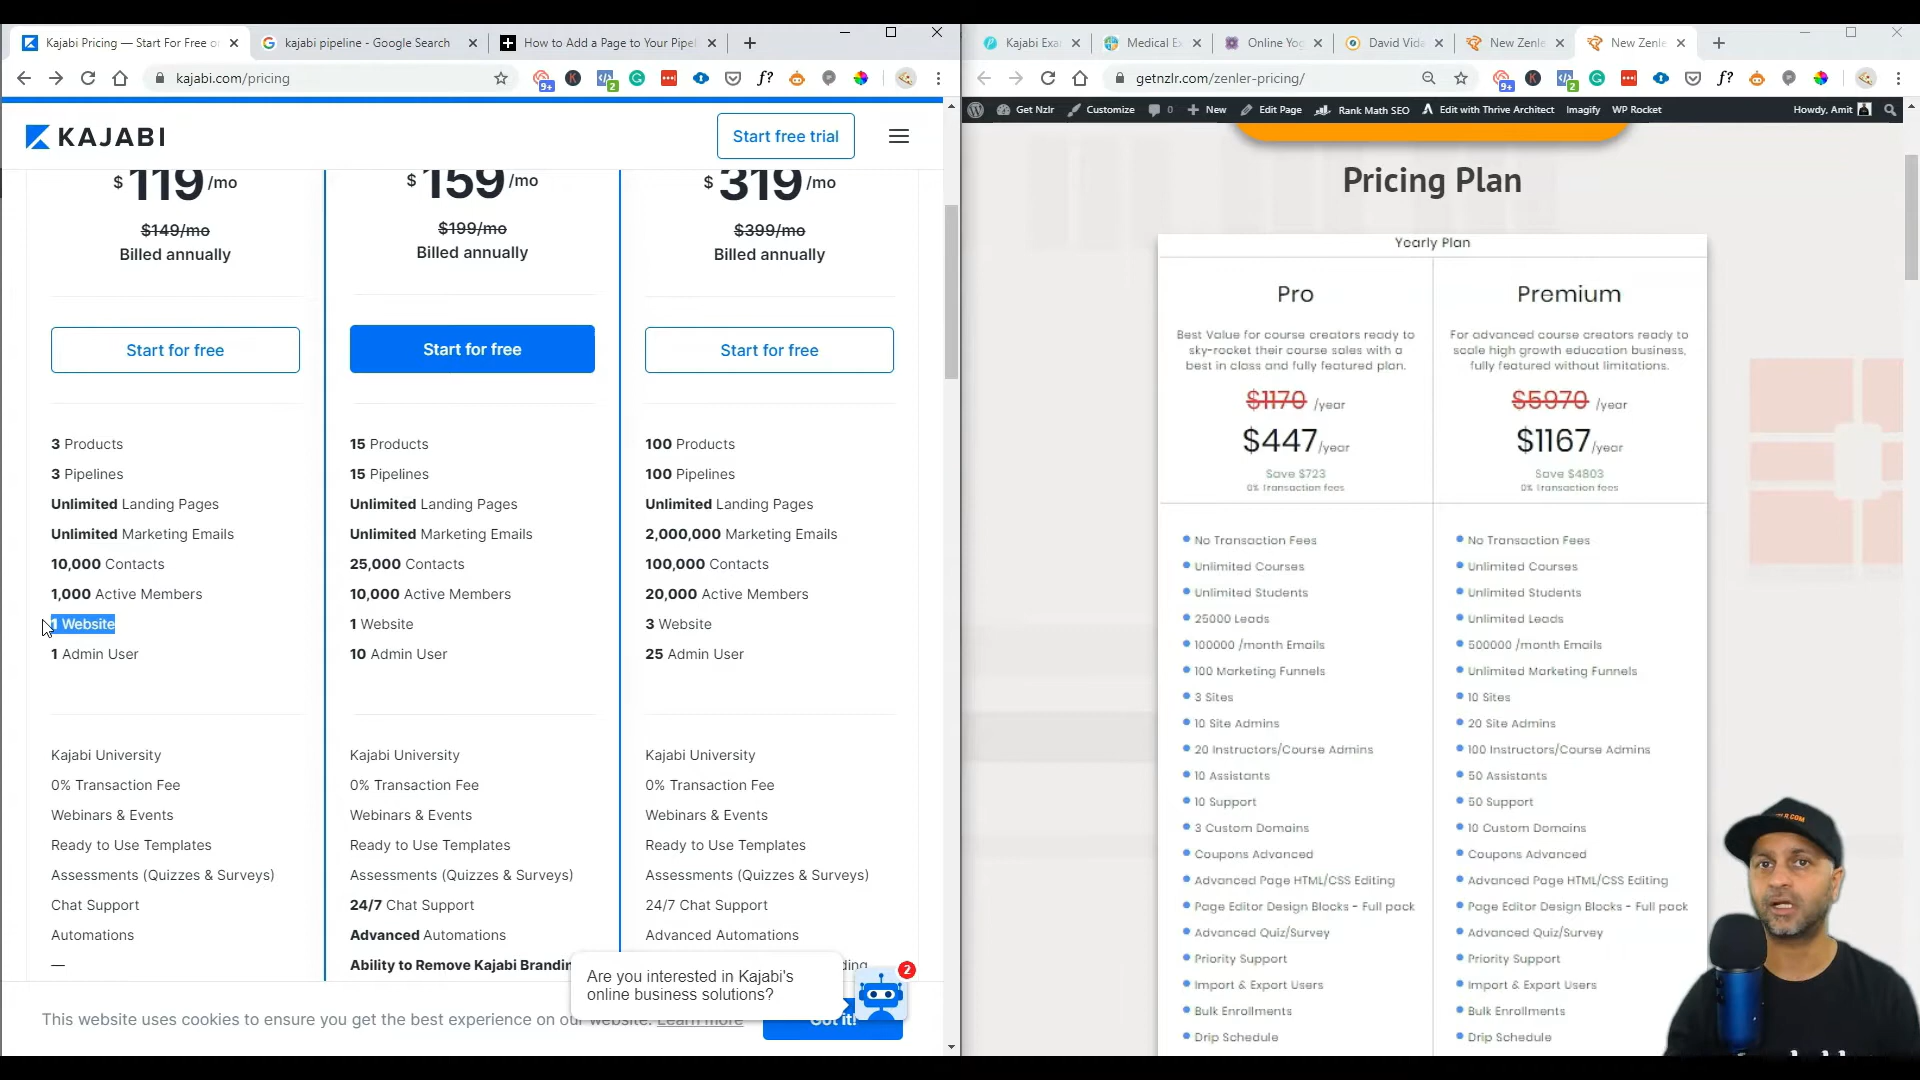 Kajabi Pricing — Start For Free o
kajabi pipeline - Google Search
How to Add a Page to Your Pipel
kajabi.com/pricing
9+
2
KAJABI
Start free trial
$ 119 /mo
$149/mo
Billed annually
Start for free
3 Products
3 Pipelines
Unlimited Landing Pages
Unlimited Marketing Emails
10,000 Contacts
1,000 Active Members
1 Website
1 Admin User
Kajabi University
0% Transaction Fee
Webinars & Events
Ready to Use Templates
Assessments (Quizzes & Surveys)
Chat Support
Automations
—
$ 159 /mo
$199/mo
Billed annually
Start for free
15 Products
15 Pipelines
Unlimited Landing Pages
Unlimited Marketing Emails
25,000 Contacts
10,000 Active Members
1 Website
10 Admin User
Kajabi University
0% Transaction Fee
Webinars & Events
Ready to Use Templates
Assessments (Quizzes & Surveys)
24/7 Chat Support
Advanced Automations
Ability to Remove Kajabi Brandin
$ 319 /mo
$399/mo
Billed annually
Start for free
100 Products
100 Pipelines
Unlimited Landing Pages
2,000,000 Marketing Emails
100,000 Contacts
20,000 Active Members
3 Website
25 Admin User
Kajabi University
0% Transaction Fee
Webinars & Events
Ready to Use Templates
Assessments (Quizzes & Surveys)
24/7 Chat Support
Advanced Automations
ding
Are you interested in Kajabi's
online business solutions?
2
This website uses cookies to ensure you get the best experience on our website. Learn more
Got it!
Kajabi Exa
Medical E
Online Yog
David Vida
New Zenle
New Zenle
getnzlr.com/zenler-pricing/
9+
2
Get Nzlr
Customize
0
New
Edit Page
Rank Math SEO
Edit with Thrive Architect
Imagify
WP Rocket
Howdy, Amit
Pricing Plan
Yearly Plan
Pro
Best Value for course creators ready to
sky-rocket their course sales with a
best in class and fully featured plan.
$1170 /year
$447/year
Save $723
0% Transaction fees
No Transaction Fees
Unlimited Courses
Unlimited Students
25000 Leads
100000 /month Emails
100 Marketing Funnels
3 Sites
10 Site Admins
20 Instructors/Course Admins
10 Assistants
10 Support
3 Custom Domains
Coupons Advanced
Advanced Page HTML/CSS Editing
Page Editor Design Blocks - Full pack
Advanced Quiz/Survey
Priority Support
Import & Export Users
Bulk Enrollments
Drip Schedule
Premium
For advanced course creators ready to
scale high growth education business,
fully featured without limitations.
$5970 /year
$1167/year
Save $4803
0% Transaction fees
No Transaction Fees
Unlimited Courses
Unlimited Students
Unlimited Leads
500000 /month Emails
Unlimited Marketing Funnels
10 Sites
20 Site Admins
100 Instructors/Course Admins
50 Assistants
50 Support
10 Custom Domains
Coupons Advanced
Advanced Page HTML/CSS Editing
Page Editor Design Blocks - Full pack
Advanced Quiz/Survey
Priority Support
Import & Export Users
Bulk Enrollments
Drip Schedule